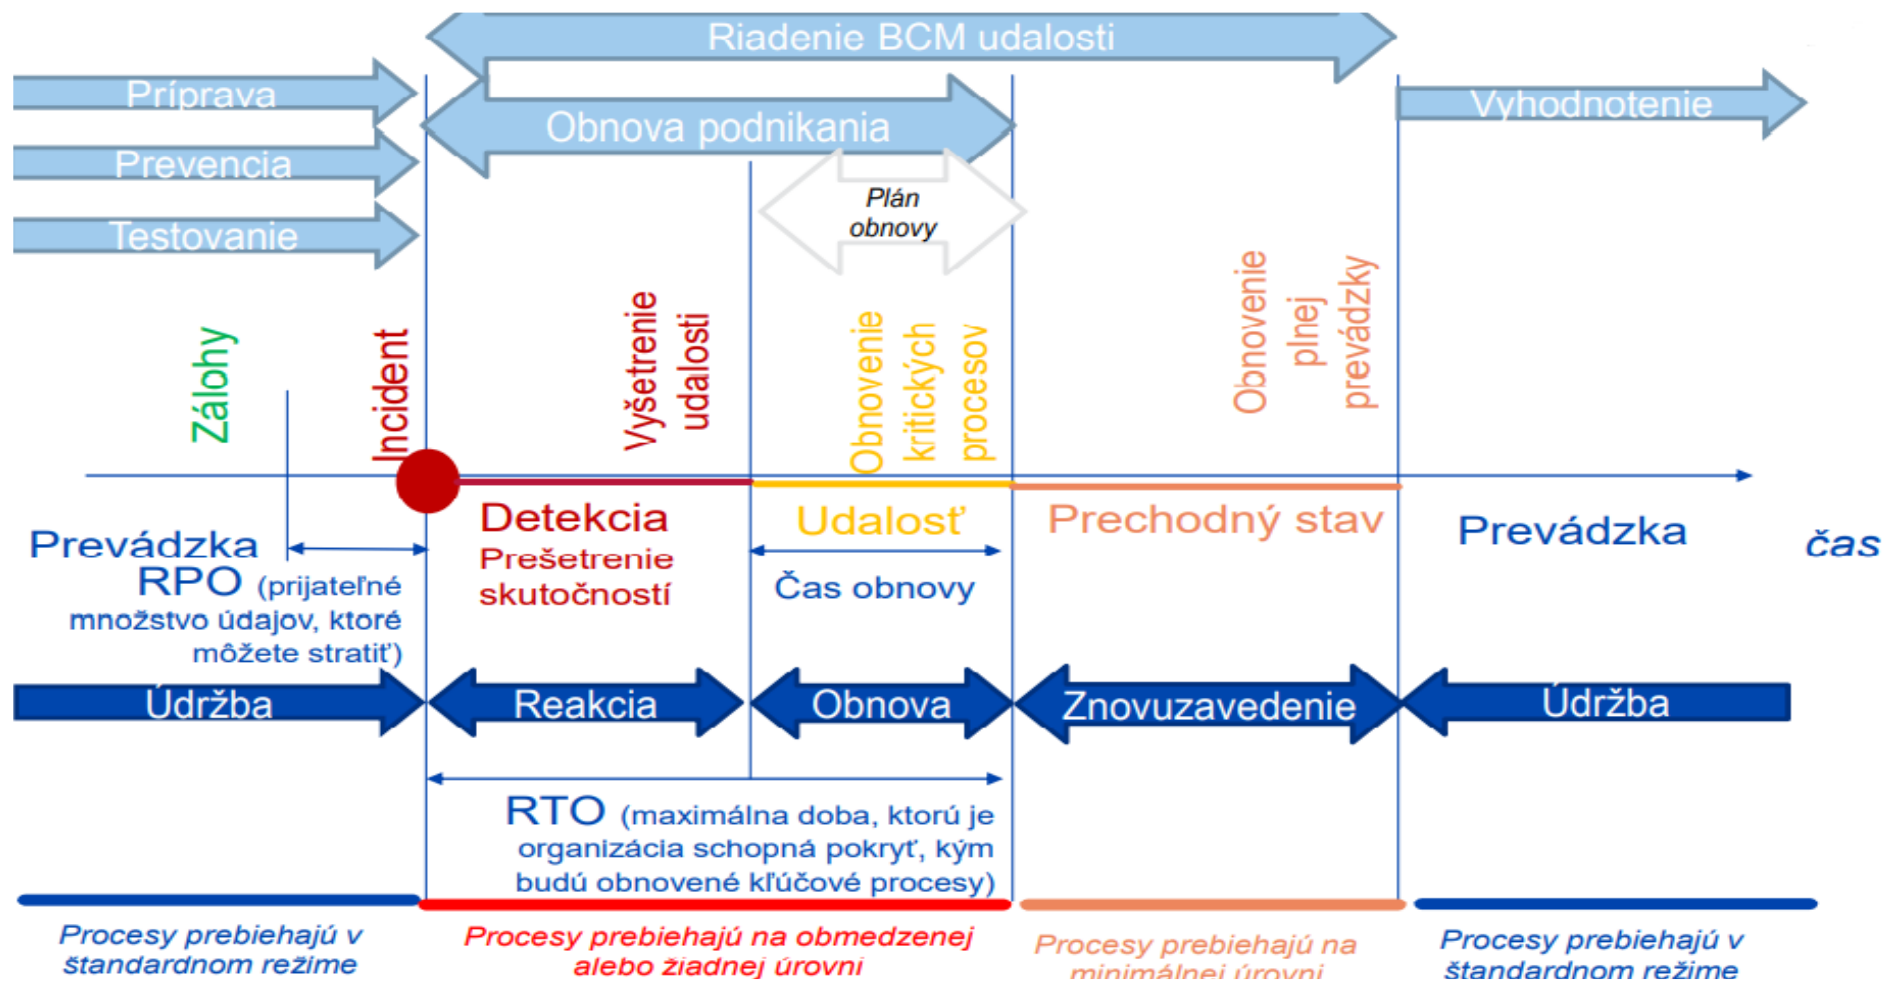 Riadenie BCM udalosti
Príprava
Prevencia
Testovanie
Obnova podnikania
Vyhodnotenie
Plán
obnovy
Zálohy
Incident
Vyšetrenie
udalosti
Obnovenie
kritických
procesov
Obnovenie
plnej
prevádzky
Prevádzka
Detekcia
Prešetrenie
skutočností
Udalosť
Prechodný stav
Prevádzka
čas
RPO (prijateľné
množstvo údajov, ktoré
môžete stratiť)
Čas obnovy
Údržba
Reakcia
Obnova
Znovuzavedenie
Údržba
RTO (maximálna doba, ktorú je
organizácia schopná pokryť, kým
budú obnovené kľúčové procesy)
Procesy prebiehajú v
štandardnom režime
Procesy prebiehajú na obmedzenej
alebo žiadnej úrovni
Procesy prebiehajú na
minimálnej úrovni
Procesy prebiehajú v
štandardnom režime